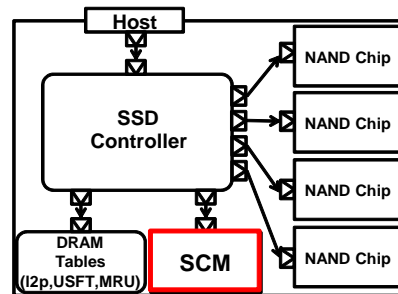 Host
SSD
Controller
NAND Chip
NAND Chip
NAND Chip
NAND Chip
DRAM
Tables
(l2p,USFT,MRU)
SCM